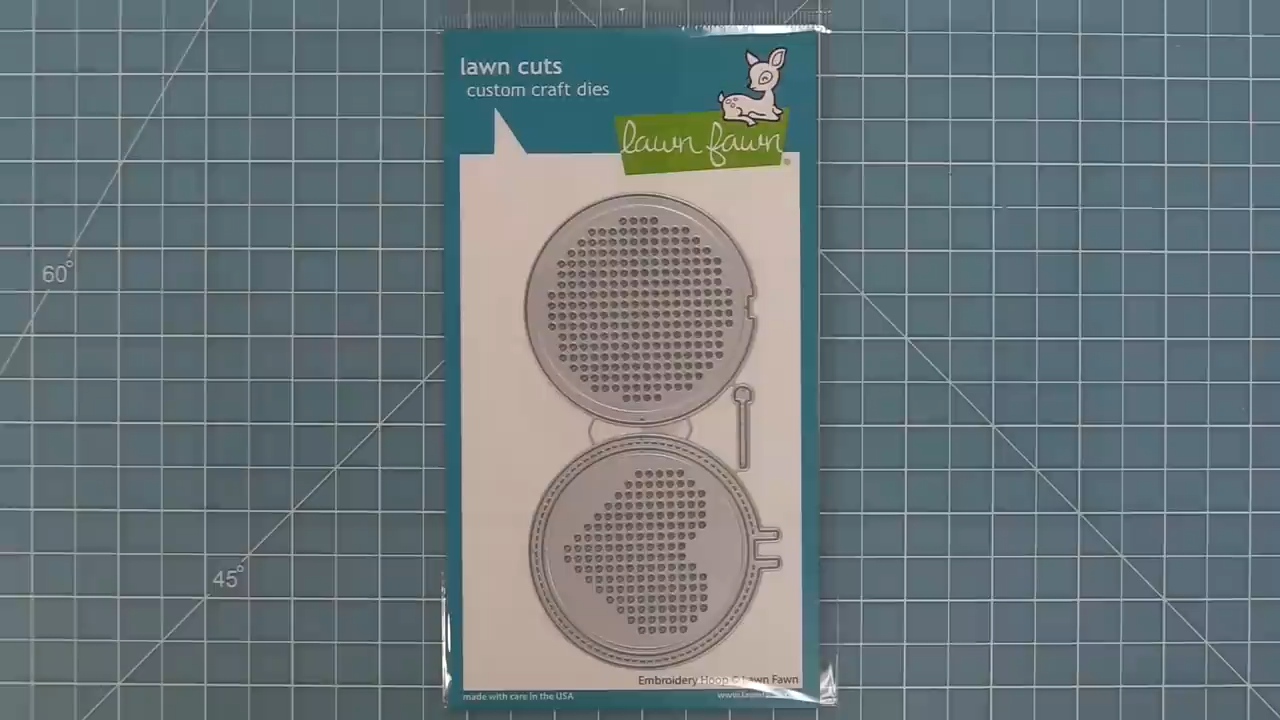 lawn cuts
custom craft dies
lawn fawn
60°
45°
Embroidery Hoop © Lawn Fawn
made with care in the USA